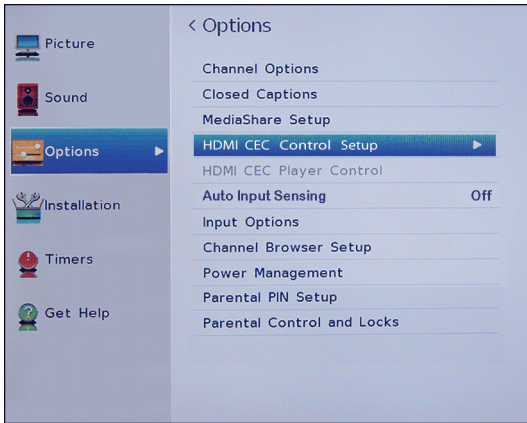 Picture
Sound
Options
Installation
Timers
Get Help
< Options
Channel Options
Closed Captions
MediaShare Setup
HDMI CEC Control Setup
HDMI CEC Player Control
Auto Input Sensing Off
Input Options
Channel Browser Setup
Power Management
Parental PIN Setup
Parental Control and Locks